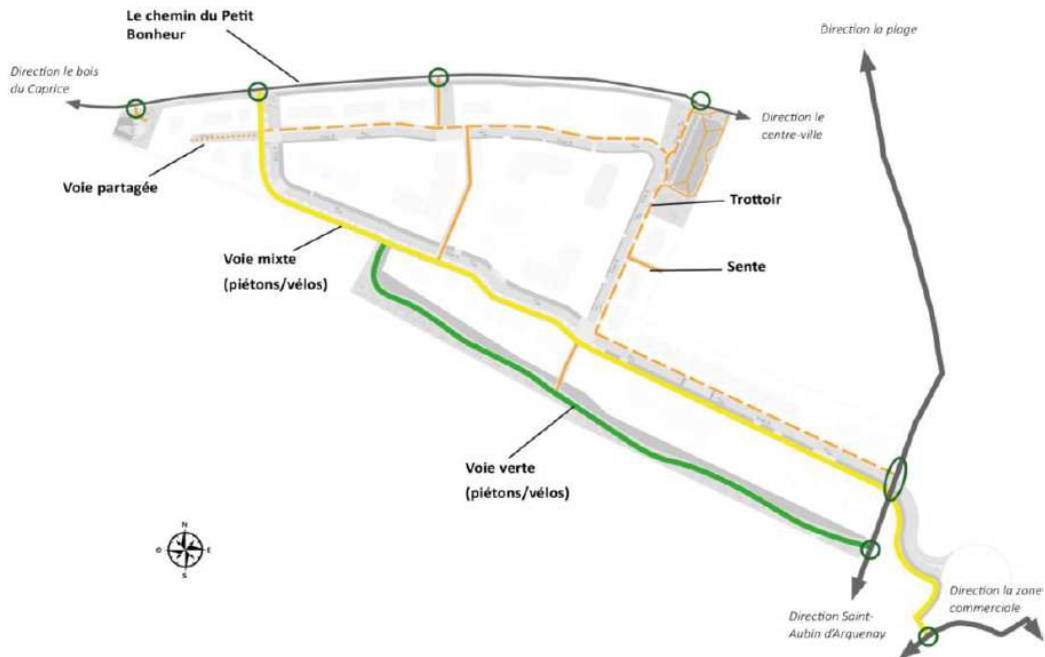 Le chemin du Petit
Bonheur
Direction la plage
Direction le bois
du Caprice
Direction le
centre-ville
Voie partagée
Trottoir
Voie mixte
(piétons/vélos)
Sente
Voie verte
(piétons/vélos)
N
O
E
S
Direction la zone
commerciale
Direction Saint-
Aubin d'Arquenay